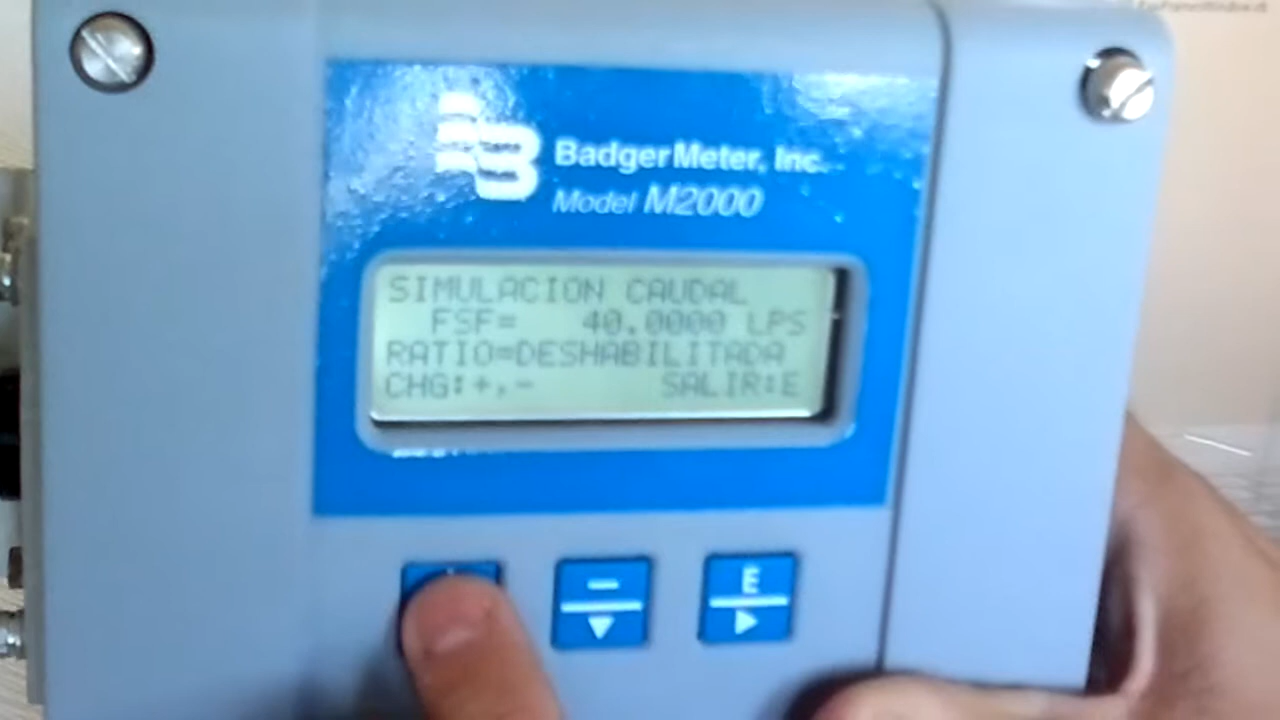 BadgerMeter, Inc.
Model M2000
SIMULACION CAUDAL
FSF= 40.0000 LPS
RATIO=DESHABILITADA
CHG:+,- SALIR:E
-
E